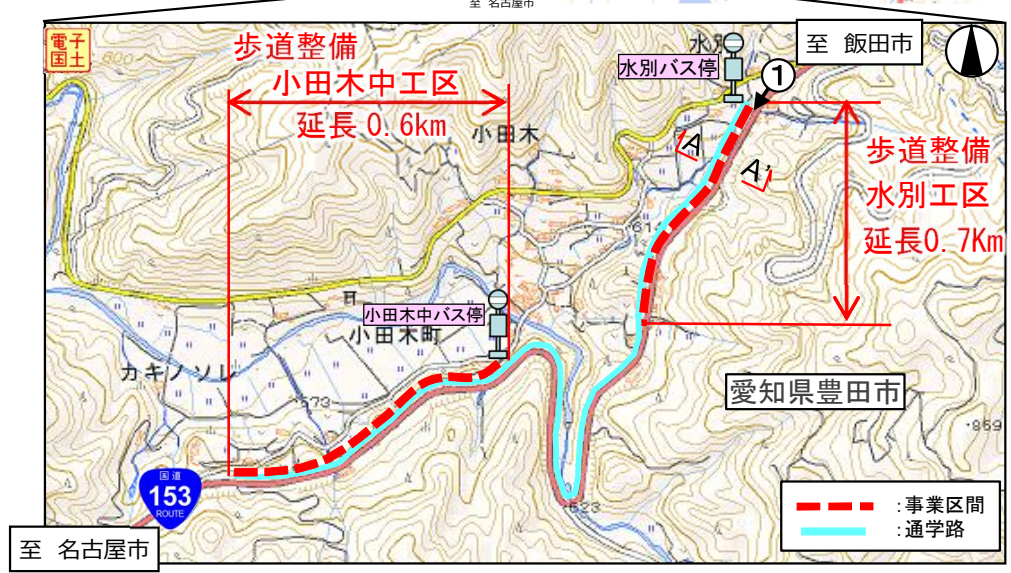 至 名古屋市
電子
国土
歩道整備
小田木中工区
延長0.6km
水別
水別バス停
至 飯田市
1
小田木
A
A'
歩道整備
水別工区
延長0.7Km
小田木中バス停
小田木町
カキノソレ
愛知県豊田市
国道
153
ROUTE
至 名古屋市
:事業区間
:通学路